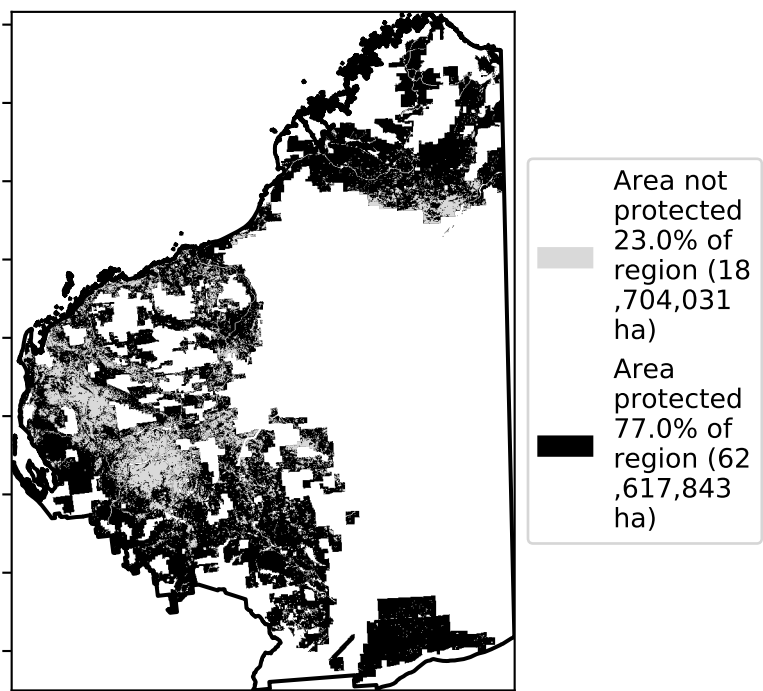 Area not
protected
23.0% of
region (18
,704,031
ha)
Area
protected
77.0% of
region (62
,617,843
ha)